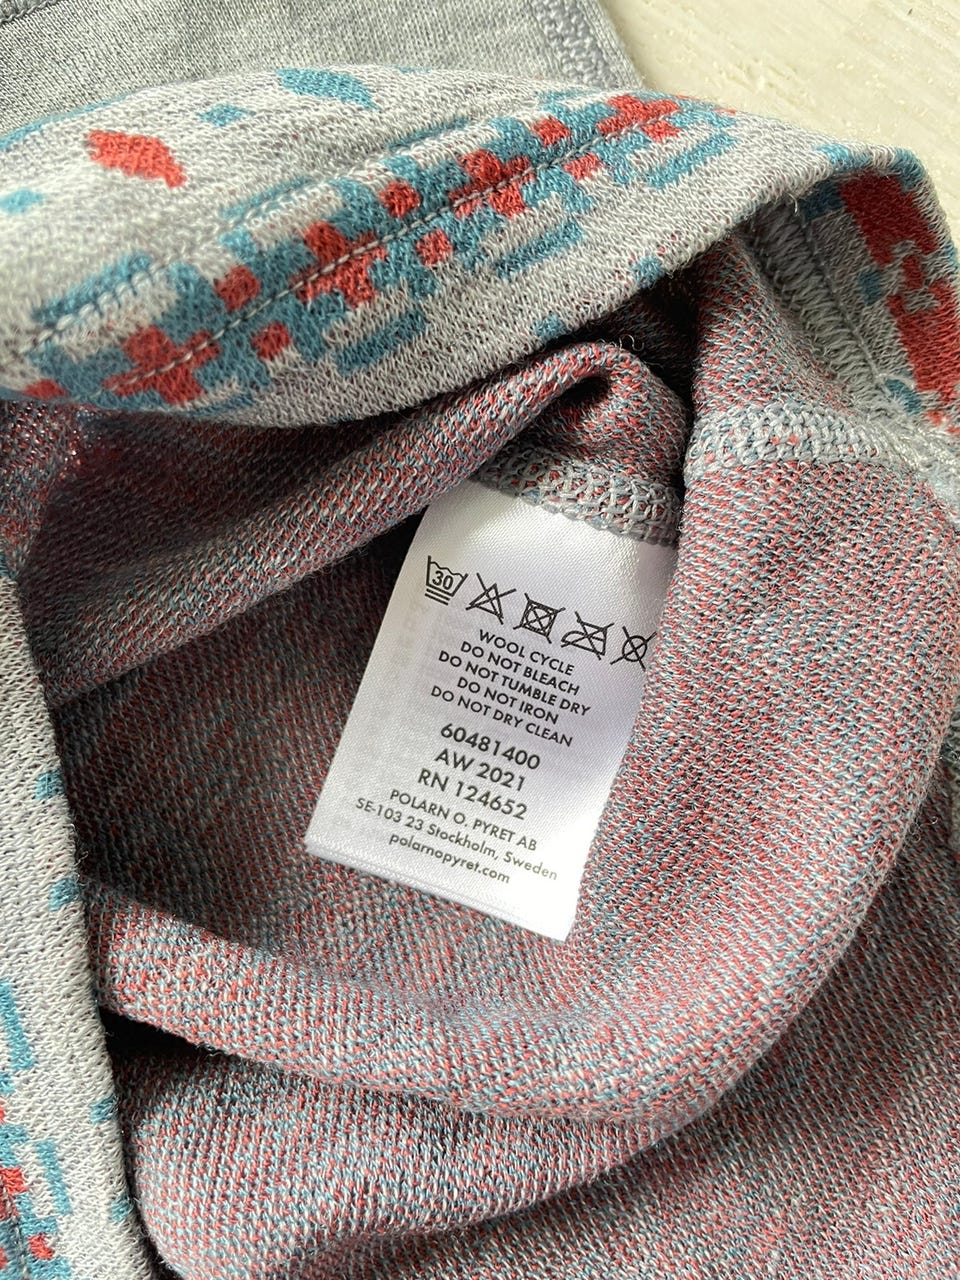 30
WOOL CYCLE
DO NOT BLEACH
DO NOT TUMBLE DRY
DO NOT IRON
DO NOT DRY CLEAN
60481400
AW 2021
RN 124652
POLARN O. PYRET AB
SE-103 23 Stockholm, Sweden
polarnopyret.com